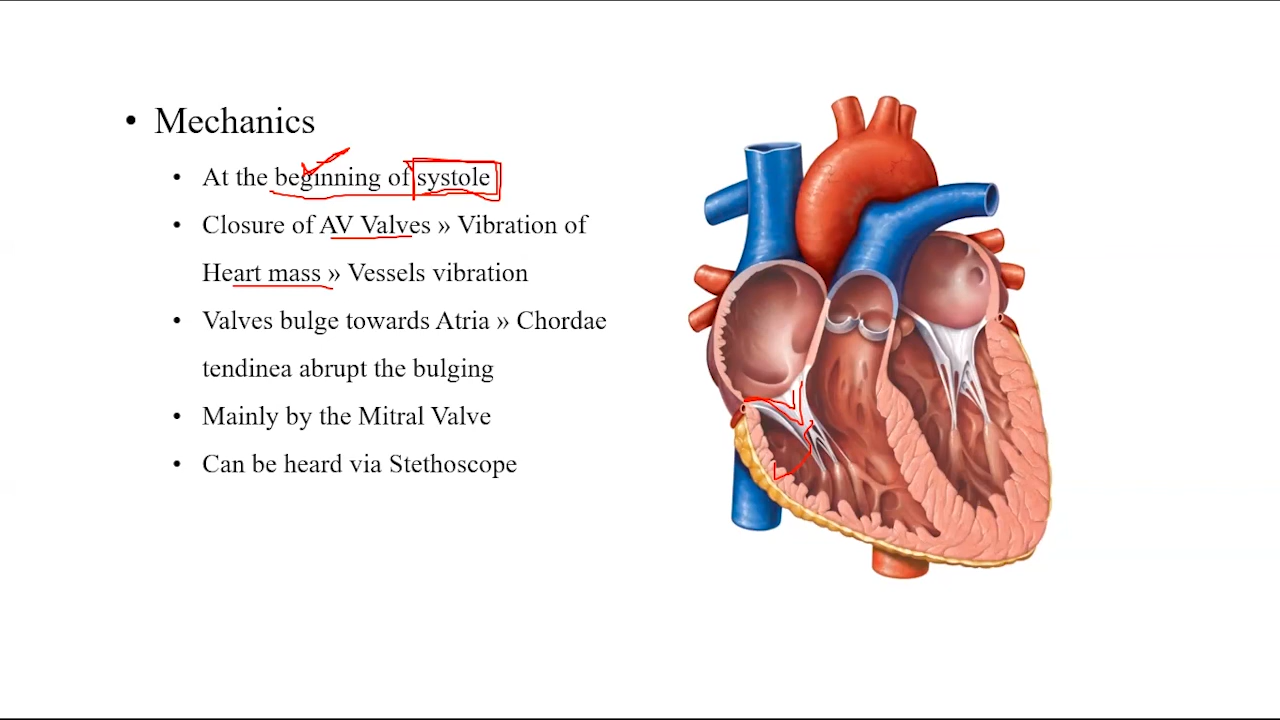 • Mechanics
• At the beginning of systole
• Closure of AV Valves » Vibration of
Heart mass » Vessels vibration
• Valves bulge towards Atria » Chordae
tendinea abrupt the bulging
• Mainly by the Mitral Valve
• Can be heard via Stethoscope